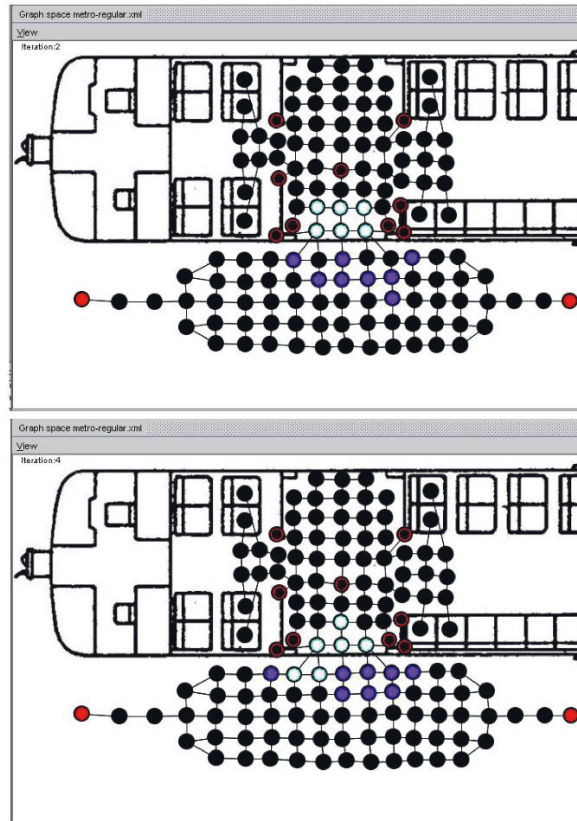 Graph space metro-regular.xml
View
Iteration:2
Graph space metro-regular.xml
View
Iteration:4